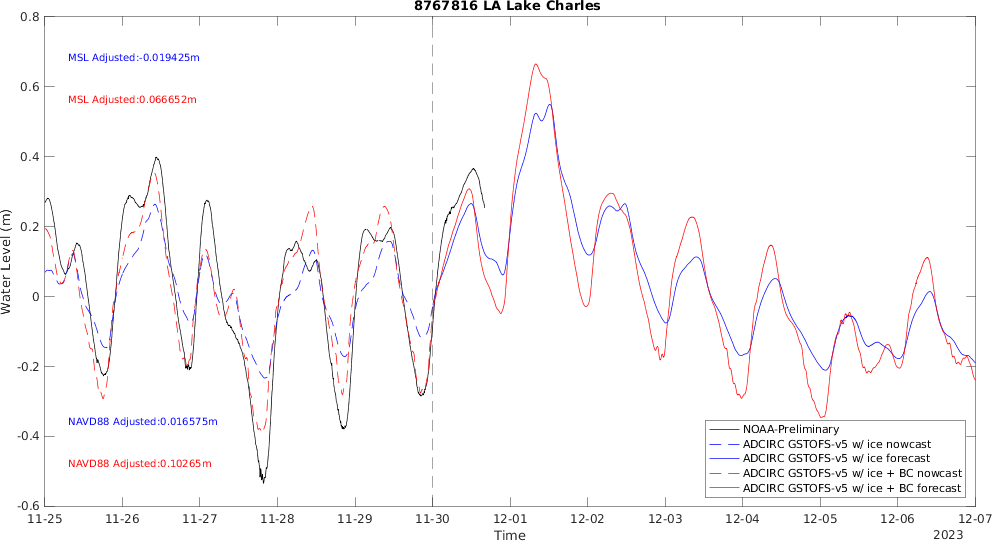 8767816 LA Lake Charles
0.8
0.6
0.4
0.2
0
-0.2
-0.4
-0.6
Water Level (m)
MSL Adjusted:-0.019425m
MSL Adjusted:0.066652m
NAVD88 Adjusted:0.016575m
NAVD88 Adjusted:0.10265m
NOAA-Preliminary
ADCIRC GSTOFS-v5 w/ ice nowcast
ADCIRC GSTOFS-v5 w/ ice forecast
ADCIRC GSTOFS-v5 w/ ice + BC nowcast
ADCIRC GSTOFS-v5 w/ ice + BC forecast
11-25 11-26 11-27 11-28 11-29 11-30 12-01 12-02 12-03 12-04 12-05 12-06 12-07
Time
2023